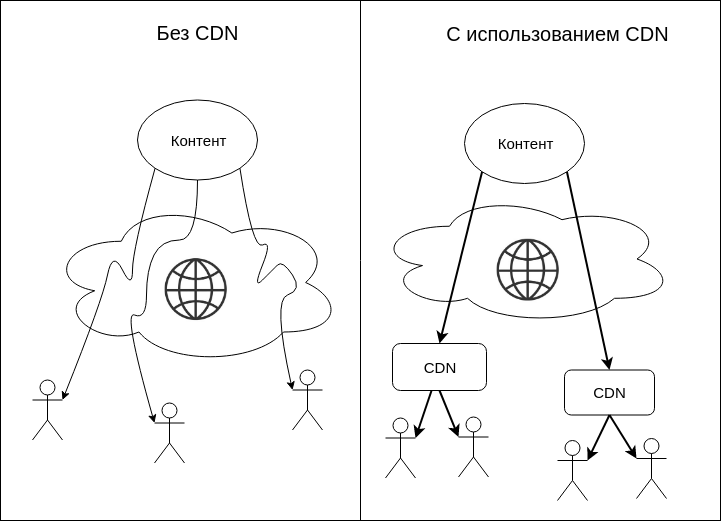 Без CDN
С использованием CDN
Контент
Контент
CDN
CDN